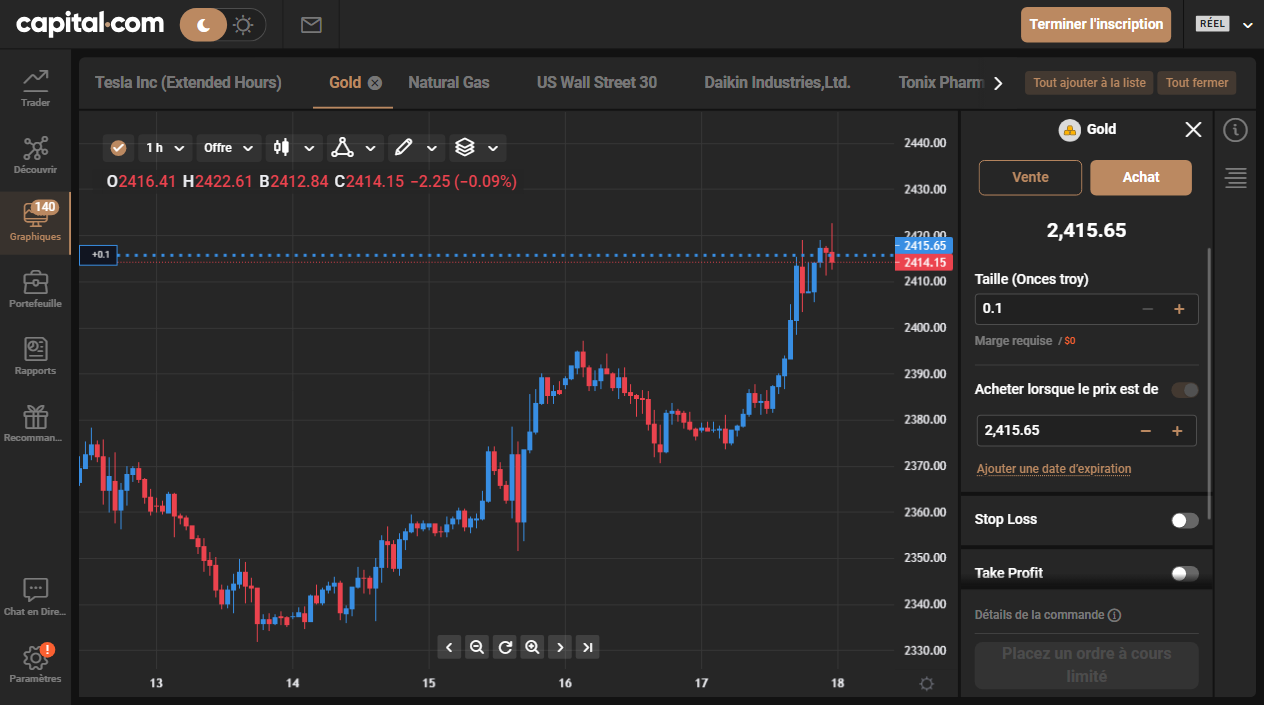 capital.com
Terminer l'inscription
RÉEL
Tesla Inc (Extended Hours)
Gold
Natural Gas
US Wall Street 30
Daikin Industries,Ltd.
Tonix Pharm
Tout ajouter à la liste
Tout fermer
Trader
Découvrir
140
Graphiques
Portefeuille
Rapports
Recomman...
Chat en Dire...
!
Paramètres
1 h
Offre
O2416.41 H2422.61 B2412.84 C2414.15 −2.25 (−0.09%)
+0.1
2440.00
2430.00
2420.00
2415.65
2414.15
2410.00
2400.00
2390.00
2380.00
2370.00
2360.00
2350.00
2340.00
2330.00
13
14
15
16
17
18
Gold
Vente
Achat
2,415.65
Taille (Onces troy)
0.1
Marge requise / $0
Acheter lorsque le prix est de
2,415.65
Ajouter une date d'expiration
Stop Loss
Take Profit
Détails de la commande
Placez un ordre à cours
limité